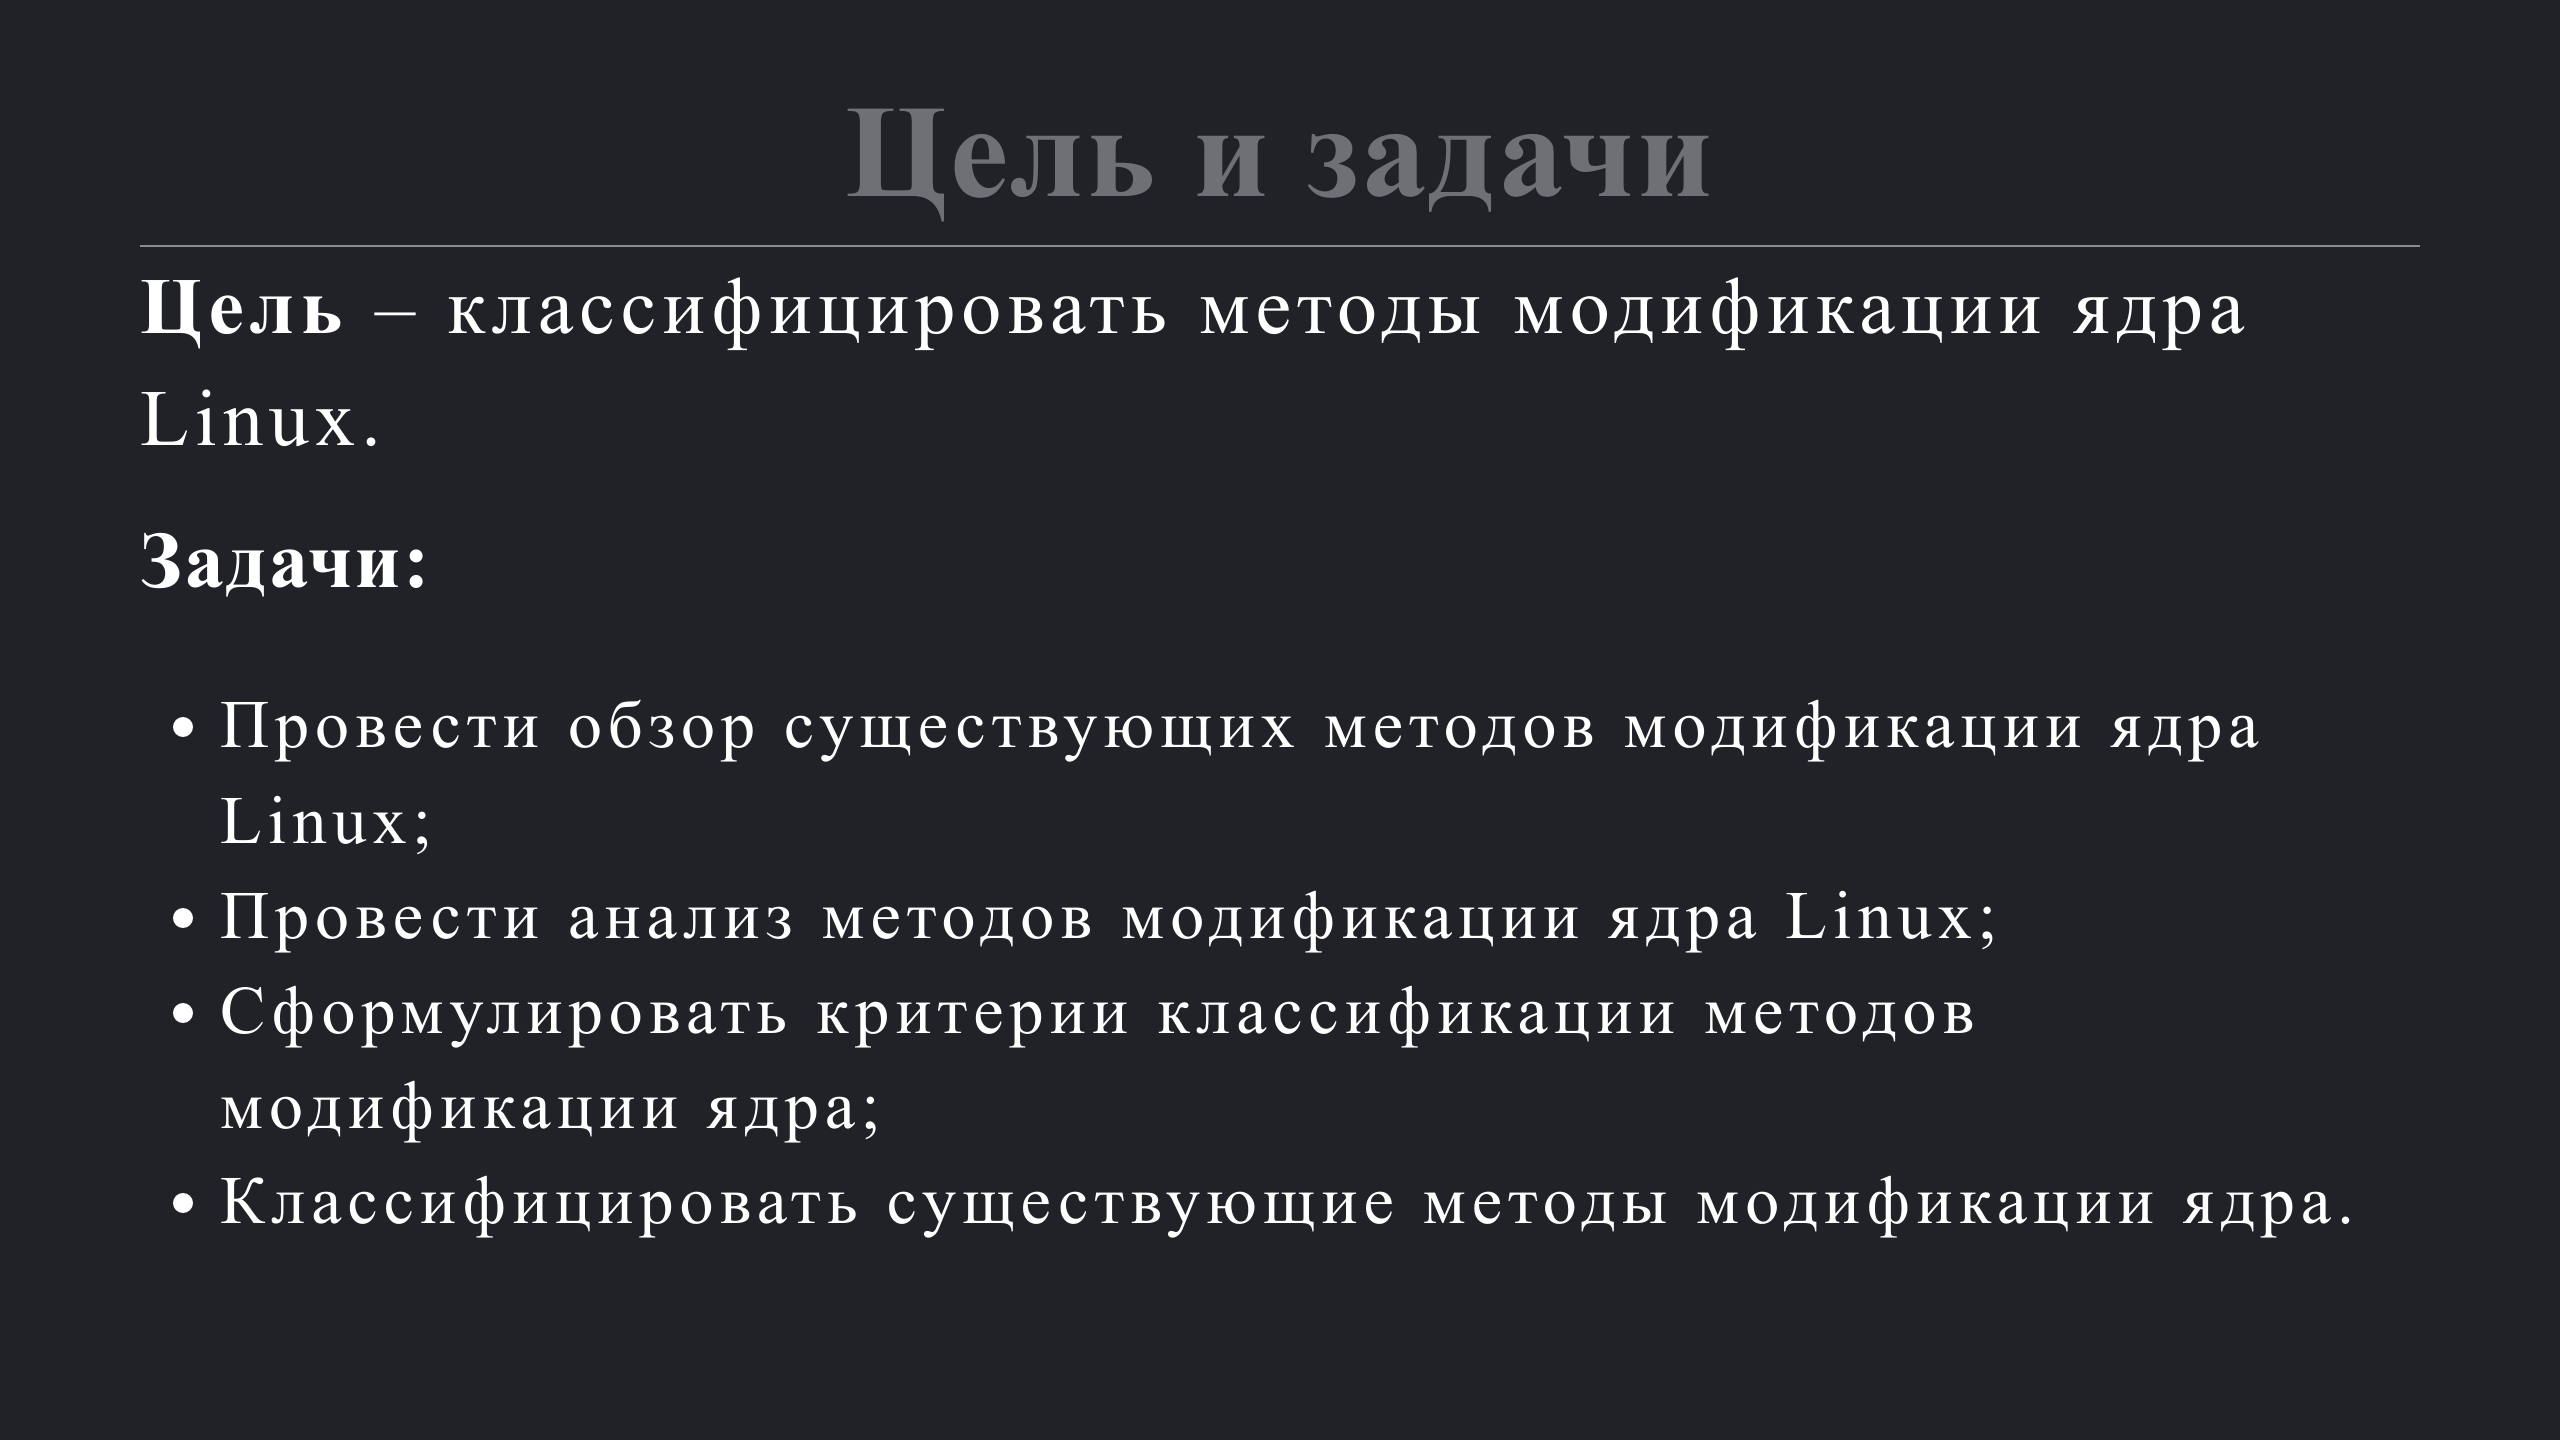 Цель и задачи
Цель – классифицировать методы модификации ядра
Linux.
Задачи:
• Провести обзор существующих методов модификации ядра
Linux;
• Провести анализ методов модификации ядра Linux;
• Сформулировать критерии классификации методов
модификации ядра;
• Классифицировать существующие методы модификации ядра.